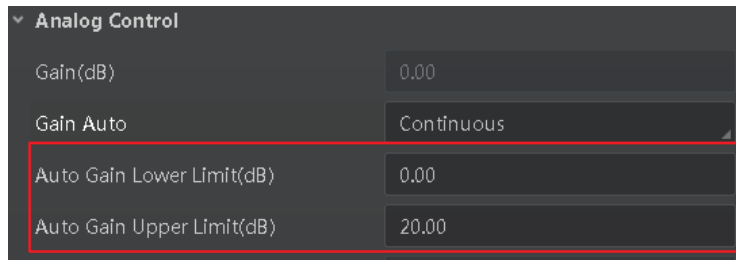 Analog Control
Gain(dB) 0.00
Gain Auto Continuous
Auto Gain Lower Limit(dB) 0.00
Auto Gain Upper Limit(dB) 20.00